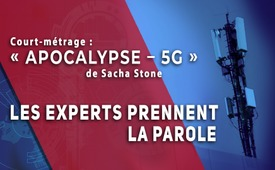 Court-métrage :
« APOCALYPSE – 5G »
de Sacha Stone
LES EXPERTS PRENNENT
LA PAROLE